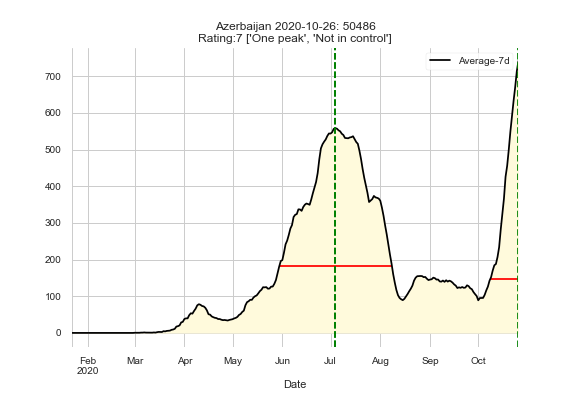 Azerbaijan 2020-10-26: 50486
Rating:7 ['One peak', 'Not in control']
Average-7d
700
600
500
400
300
200
100
0
Feb Mar Apr May Jun Jul Aug Sep Oct
2020
Date